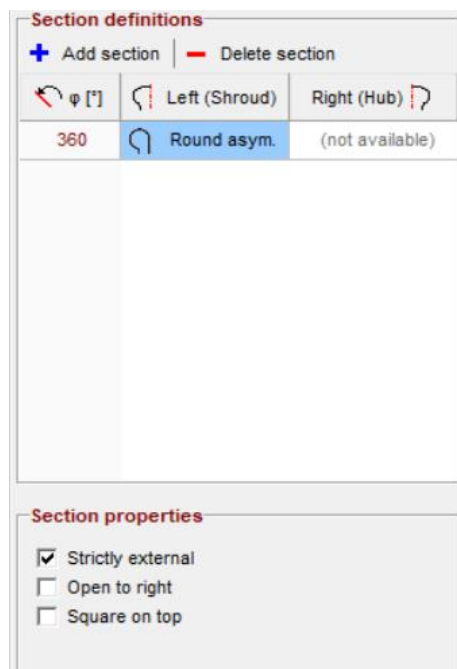 Section definitions
Add section Delete section
φ [°] Left (Shroud) Right (Hub)
360 Round asym. (not available)
Section properties
Strictly external
Open to right
Square on top